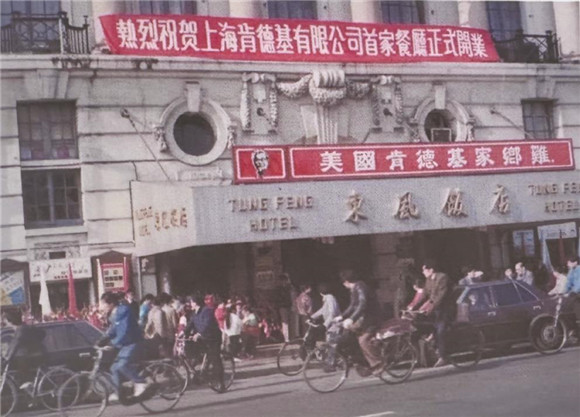 熱烈祝贺上海肯德基有限公司首家餐廳正式開業
美國肯德基家鄉雞.
TUNG FENG
HOTEL
東風飯店
TUNG FENG
HOTEL